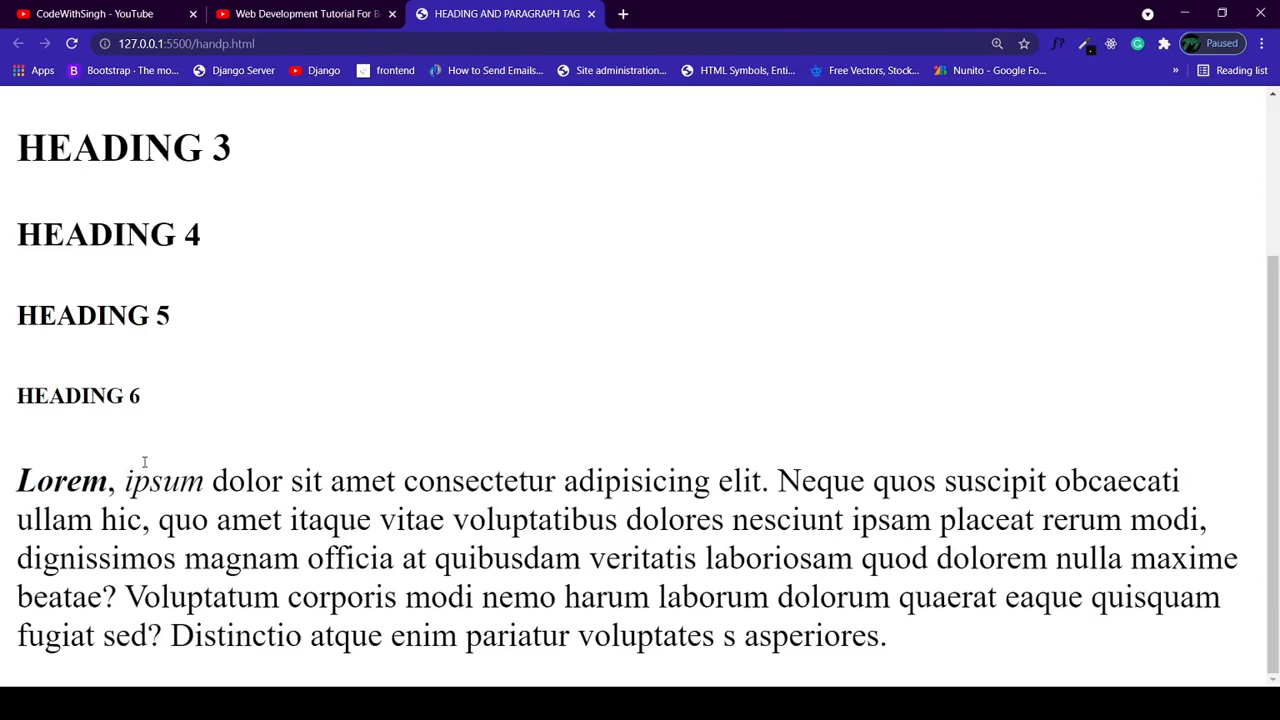 CodeWithSingh - YouTube
Web Development Tutorial For B
HEADING AND PARAGRAPH TAG
127.0.0.1:5500/handp.html
Paused
Apps
Bootstrap · The mo...
Django Server
Django
frontend
How to Send Emails...
Site administration...
HTML Symbols, Enti...
Free Vectors, Stock...
Nunito - Google Fo...
»
Reading list
HEADING 3
HEADING 4
HEADING 5
HEADING 6
Lorem, ipsum dolor sit amet consectetur adipisicing elit. Neque quos suscipit obcaecati
ullam hic, quo amet itaque vitae voluptatibus dolores nesciunt ipsam placeat rerum modi,
dignissimos magnam officia at quibusdam veritatis laboriosam quod dolorem nulla maxime
beatae? Voluptatum corporis modi nemo harum laborum dolorum quaerat eaque quisquam
fugiat sed? Distinctio atque enim pariatur voluptates s asperiores.